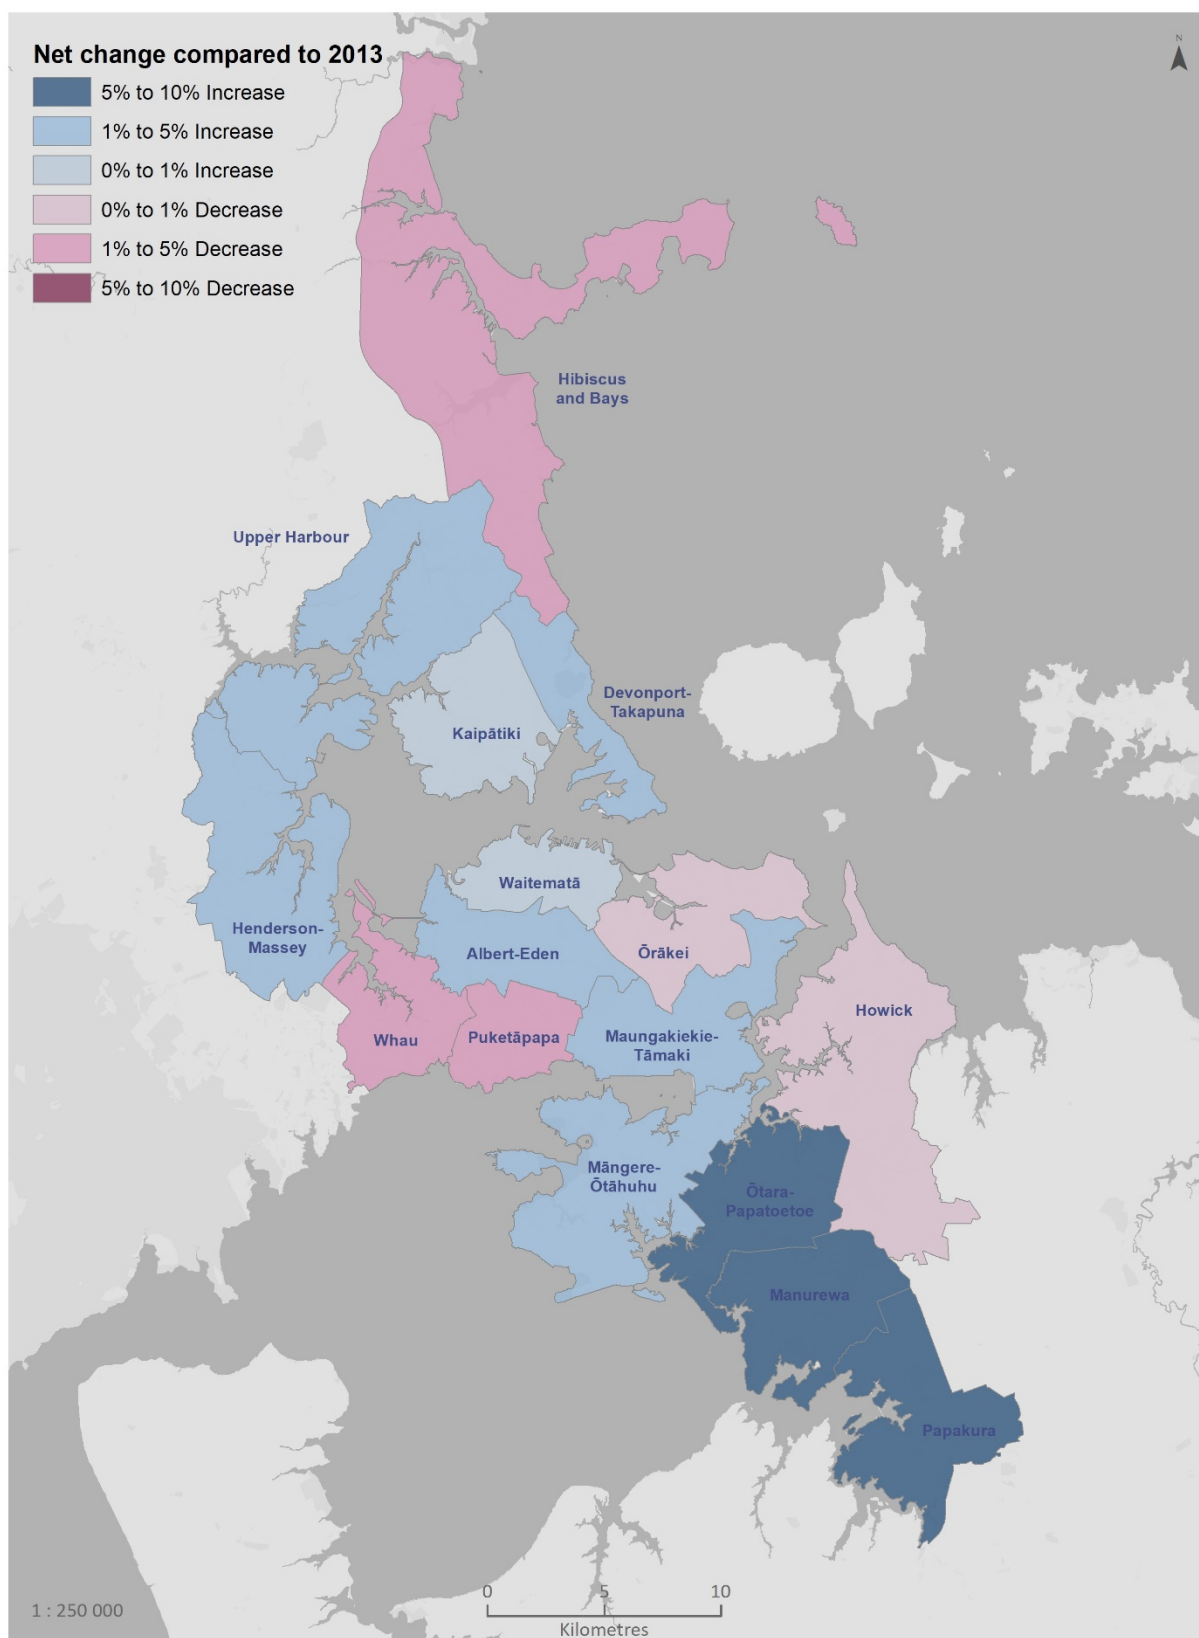 Net change compared to 2013
N
5% to 10% Increase
1% to 5% Increase
0% to 1% Increase
0% to 1% Decrease
1% to 5% Decrease
5% to 10% Decrease
Hibiscus
and Bays
Upper Harbour
Devonport-
Takapuna
Kaipātiki
Waitematā
Henderson-
Massey
Albert-Eden
Ōrākei
Howick
Whau
Puketāpapa
Maungakiekie-
Tāmaki
Māngere-
Ōtāhuhu
Ōtara-
Papatoetoe
Manurewa
Papakura
1 : 250 000
0 5 10
Kilometres